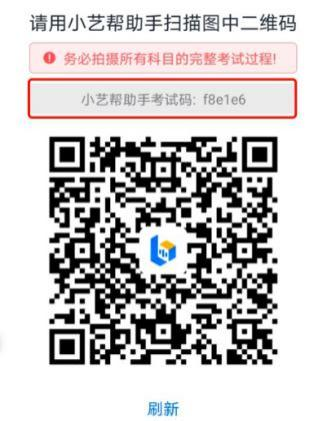 请用小艺帮助手扫描图中二维码
务必拍摄所有科目的完整考试过程!
小艺帮助手考试码: f8e1e6
刷新